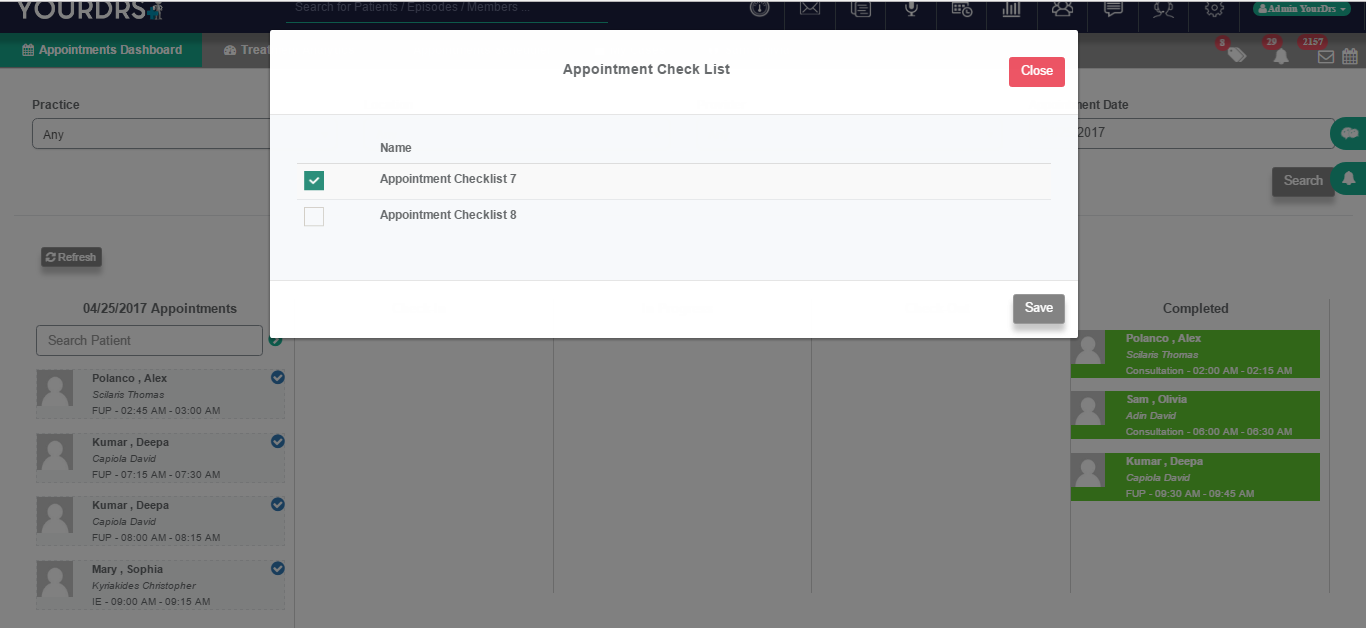 YOURDRS
Search for Patients / Episodes / Members ...
Admin YourDrs
Appointments Dashboard
Treat
8
29
2157
Appointment Check List
Close
Practice
ment Date
Any
2017
Name
Appointment Checklist 7
Search
Appointment Checklist 8
Refresh
Save
04/25/2017 Appointments
Completed
Search Patient
Polanco , Alex
Scilaris Thomas
FUP - 02:45 AM - 03:00 AM
Kumar , Deepa
Capiola David
FUP - 07:15 AM - 07:30 AM
Kumar , Deepa
Capiola David
FUP - 08:00 AM - 08:15 AM
Mary , Sophia
Kyriakides Christopher
IE - 09:00 AM - 09:15 AM
Polanco , Alex
Scilaris Thomas
Consultation - 02:00 AM - 02:15 AM
Sam , Olivia
Adin David
Consultation - 06:00 AM - 06:30 AM
Kumar , Deepa
Capiola David
FUP - 09:30 AM - 09:45 AM